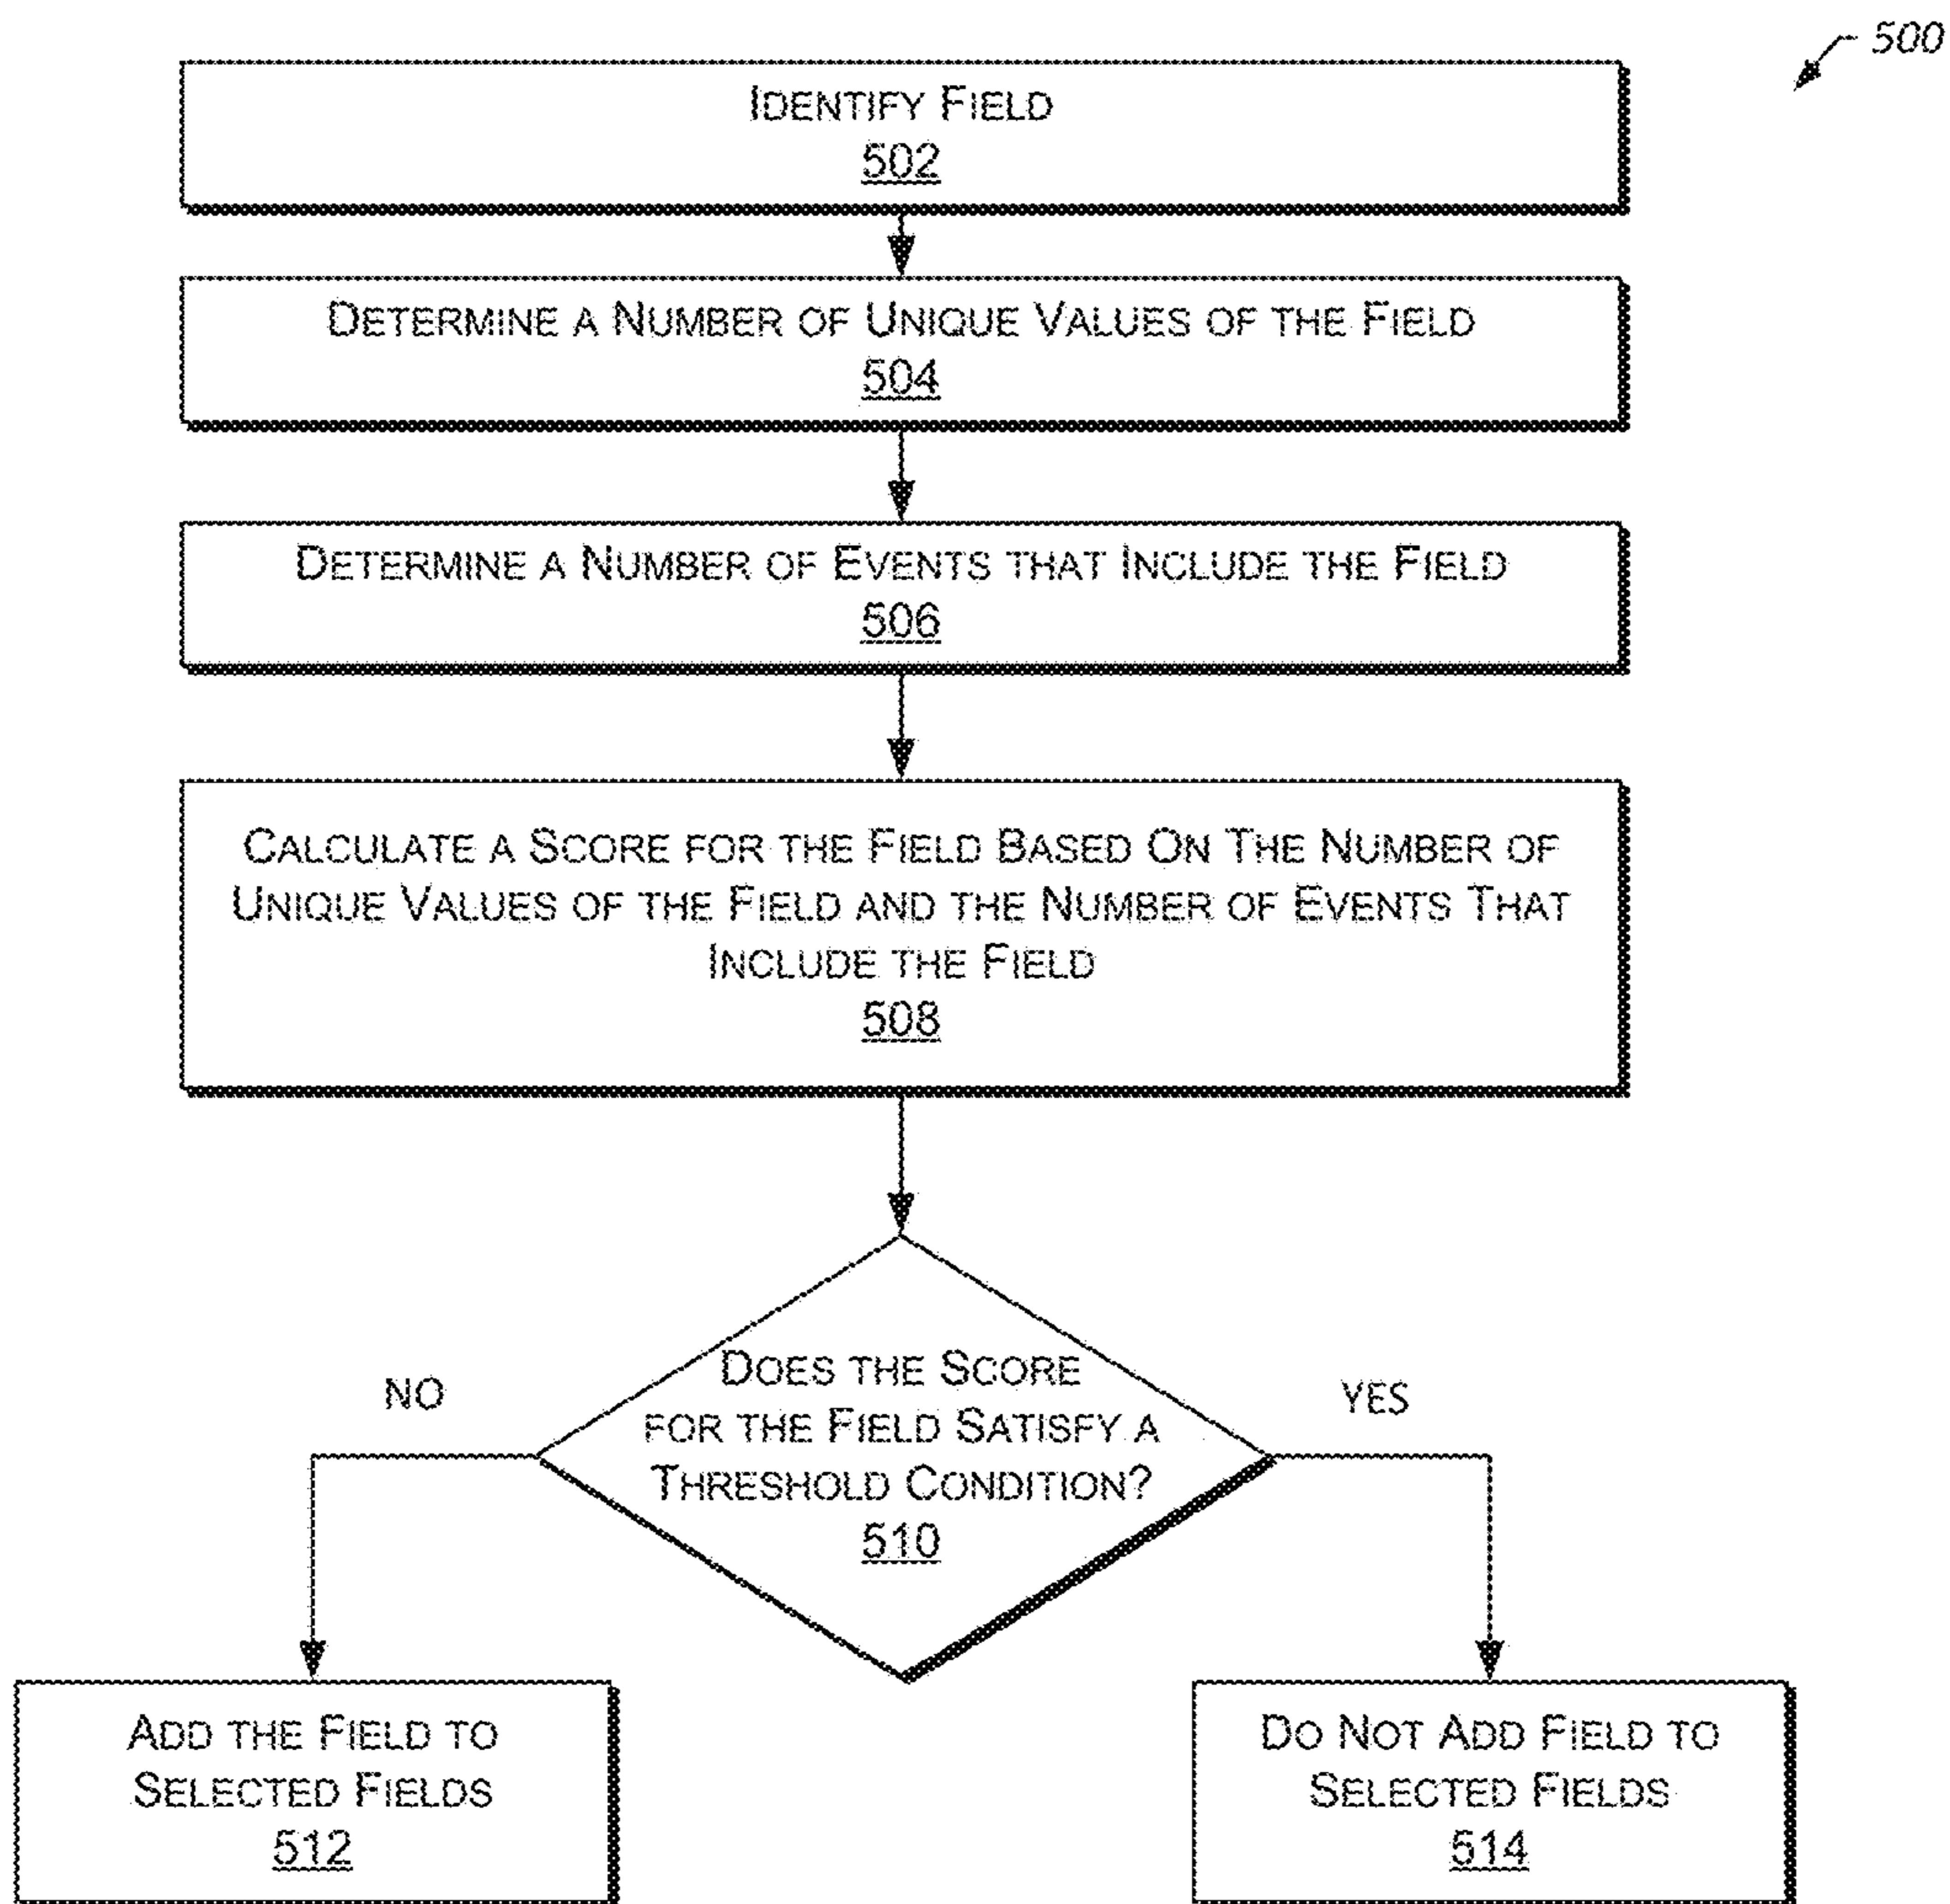 500
IDENTIFY FIELD
502
DETERMINE A NUMBER OF UNIQUE VALUES OF THE FIELD
504
DETERMINE A NUMBER OF EVENTS THAT INCLUDE THE FIELD
506
CALCULATE A SCORE FOR THE FIELD BASED ON THE NUMBER OF
UNIQUE VALUES OF THE FIELD AND THE NUMBER OF EVENTS THAT
INCLUDE THE FIELD
508
DOES THE SCORE
FOR THE FIELD SATISFY A
THRESHOLD CONDITION?
510
NO
YES
ADD THE FIELD TO
SELECTED FIELDS
512
DO NOT ADD FIELD TO
SELECTED FIELDS
514